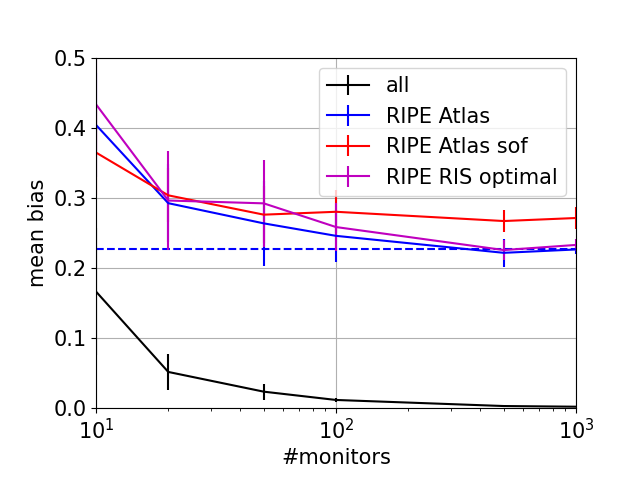 0.5
0.4
0.3
0.2
0.1
0.0
mean bias
10^1
10^2
10^3
#monitors
all
RIPE Atlas
RIPE Atlas sof
RIPE RIS optimal